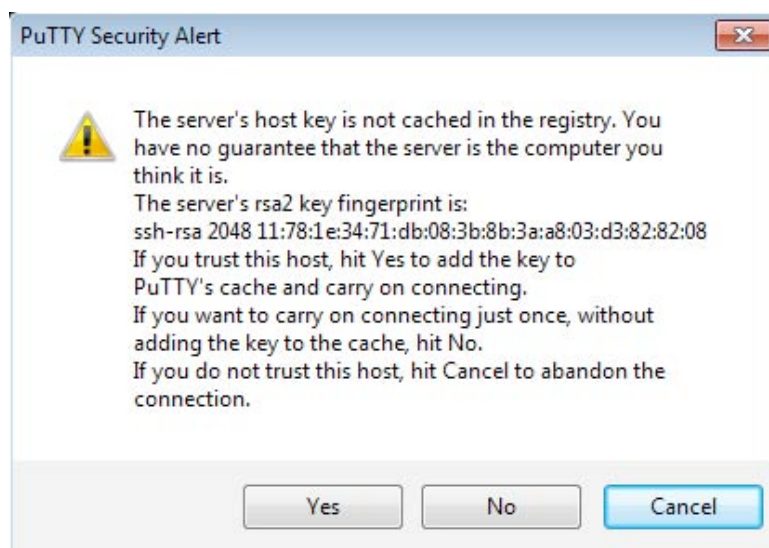 PuTTY Security Alert
The server's host key is not cached in the registry. You
have no guarantee that the server is the computer you
think it is.
The server's rsa2 key fingerprint is:
ssh-rsa 2048 11:78:1e:34:71:db:08:3b:8b:3a:a8:03:d3:82:82:08
If you trust this host, hit Yes to add the key to
PuTTY's cache and carry on connecting.
If you want to carry on connecting just once, without
adding the key to the cache, hit No.
If you do not trust this host, hit Cancel to abandon the
connection.
Yes No Cancel